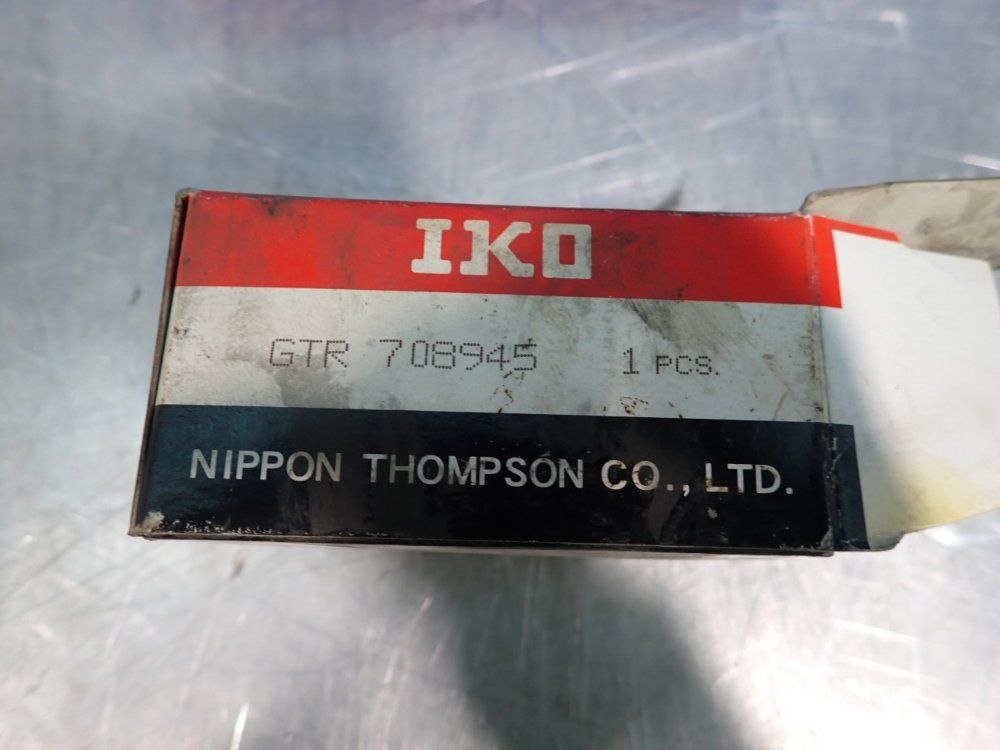 IKO
GTR 708945 1 PCS.
NIPPON THOMPSON CO., LTD.